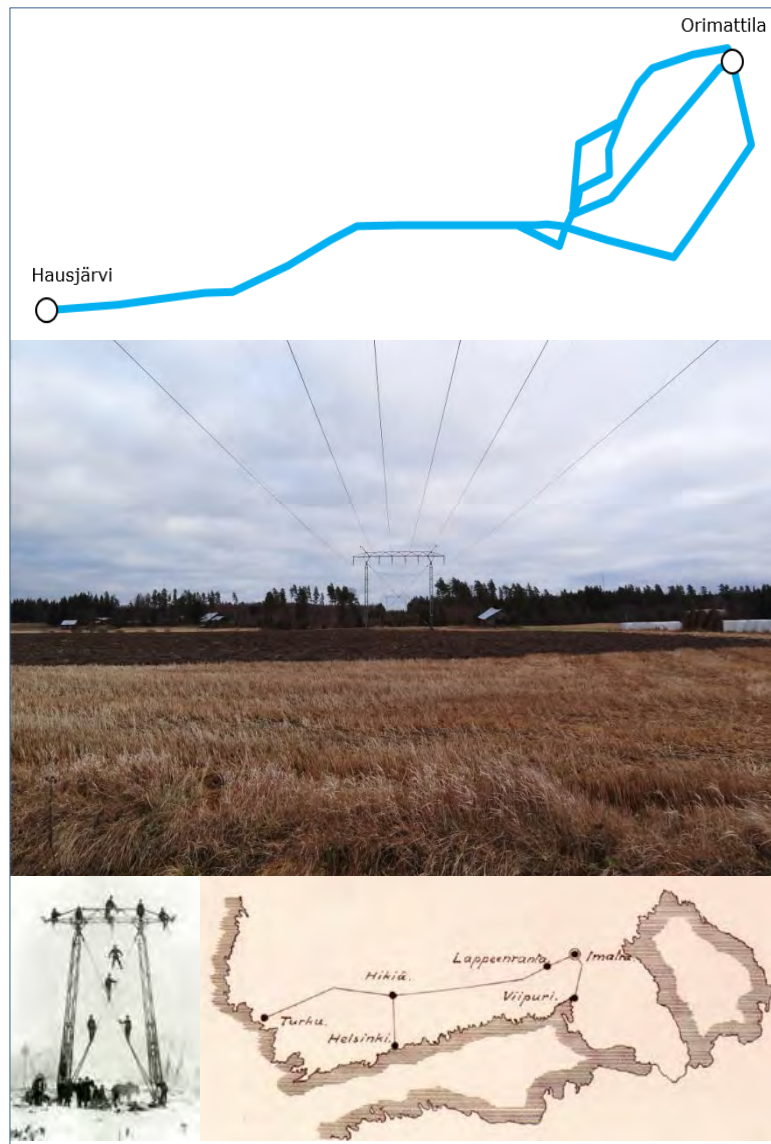 Orimattila
Hausjärvi
Lappeenranta.
Imatra.
Hikiä.
Viipuri.
Turku.
Helsinki.